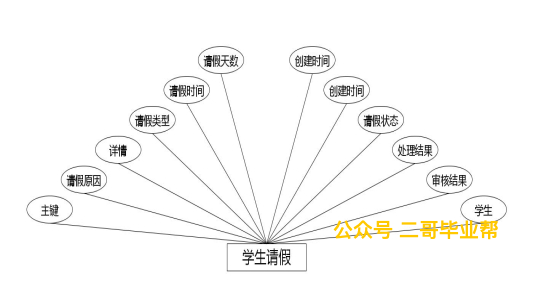 请假天数
创建时间
请假时间
创建时间
请假类型
请假状态
详情
处理结果
请假原因
审核结果
主键
学生
公众号 二哥毕业帮
学生请假